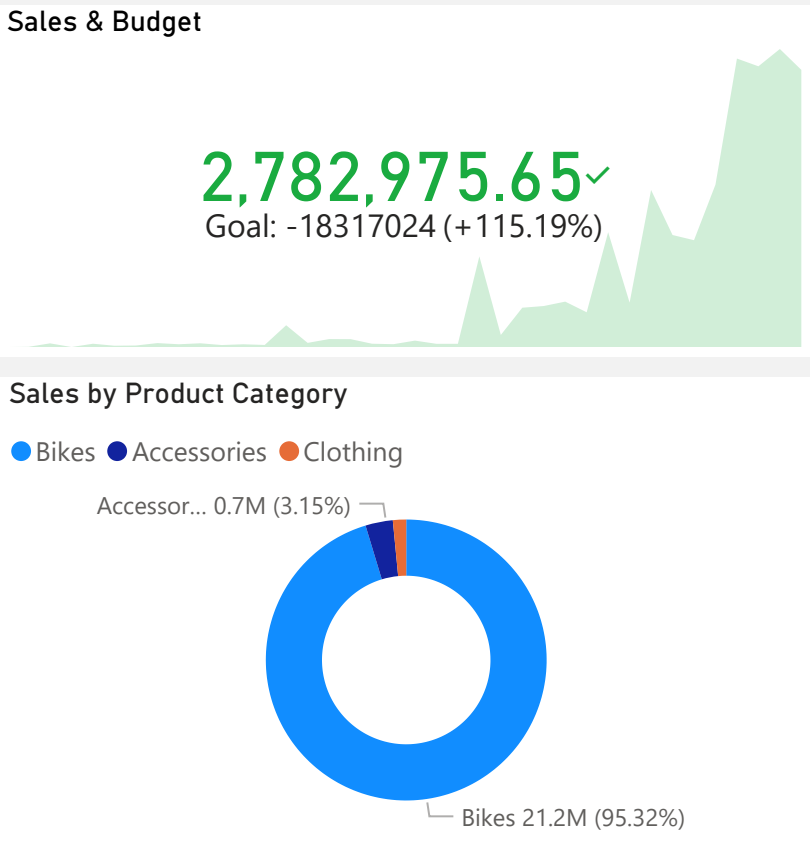 Sales & Budget
2,782,975.65
Goal: -18317024 (+115.19%)
Sales by Product Category
Bikes Accessories Clothing
Accessor... 0.7M (3.15%)
Bikes 21.2M (95.32%)